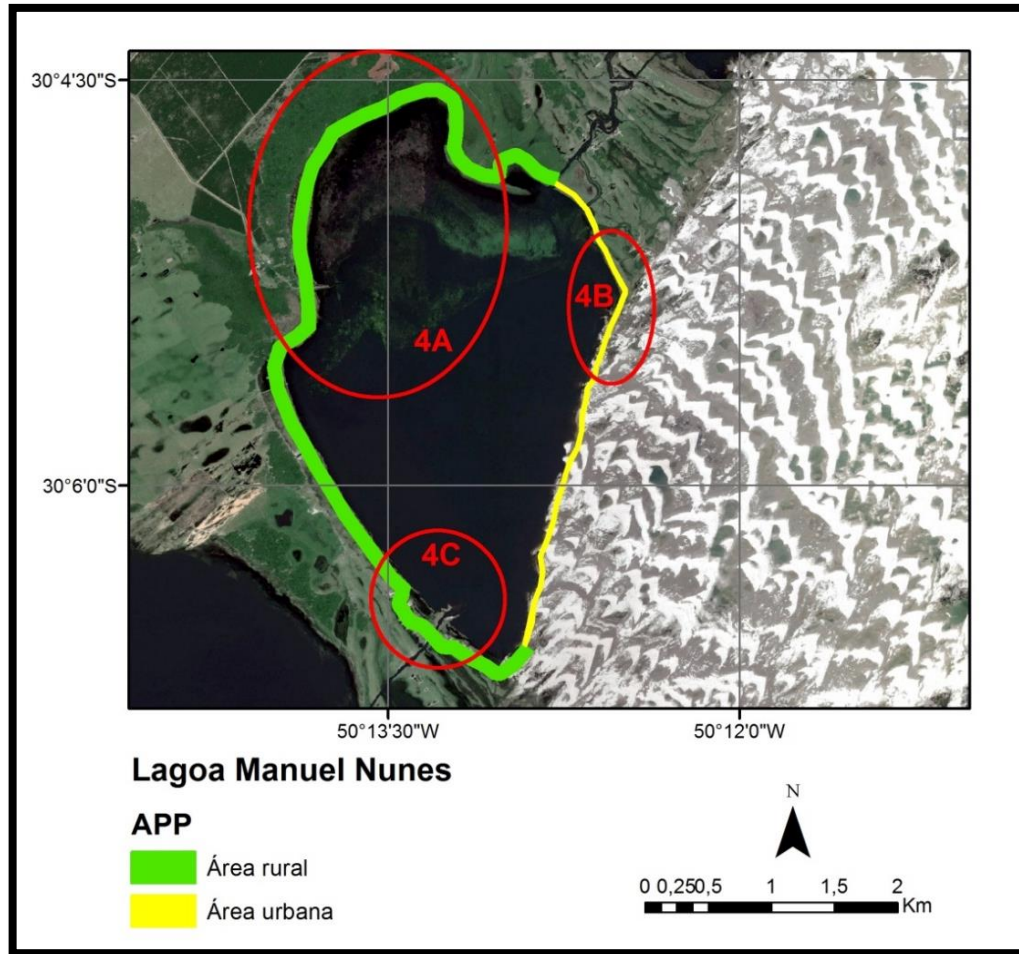 30°4'30"S
4B
4A
30°6'0"S
4C
50°13'30"W
50°12'0"W
Lagoa Manuel Nunes
APP
Área rural
Área urbana
N
0 0,250,5 1 1,5 2
Km